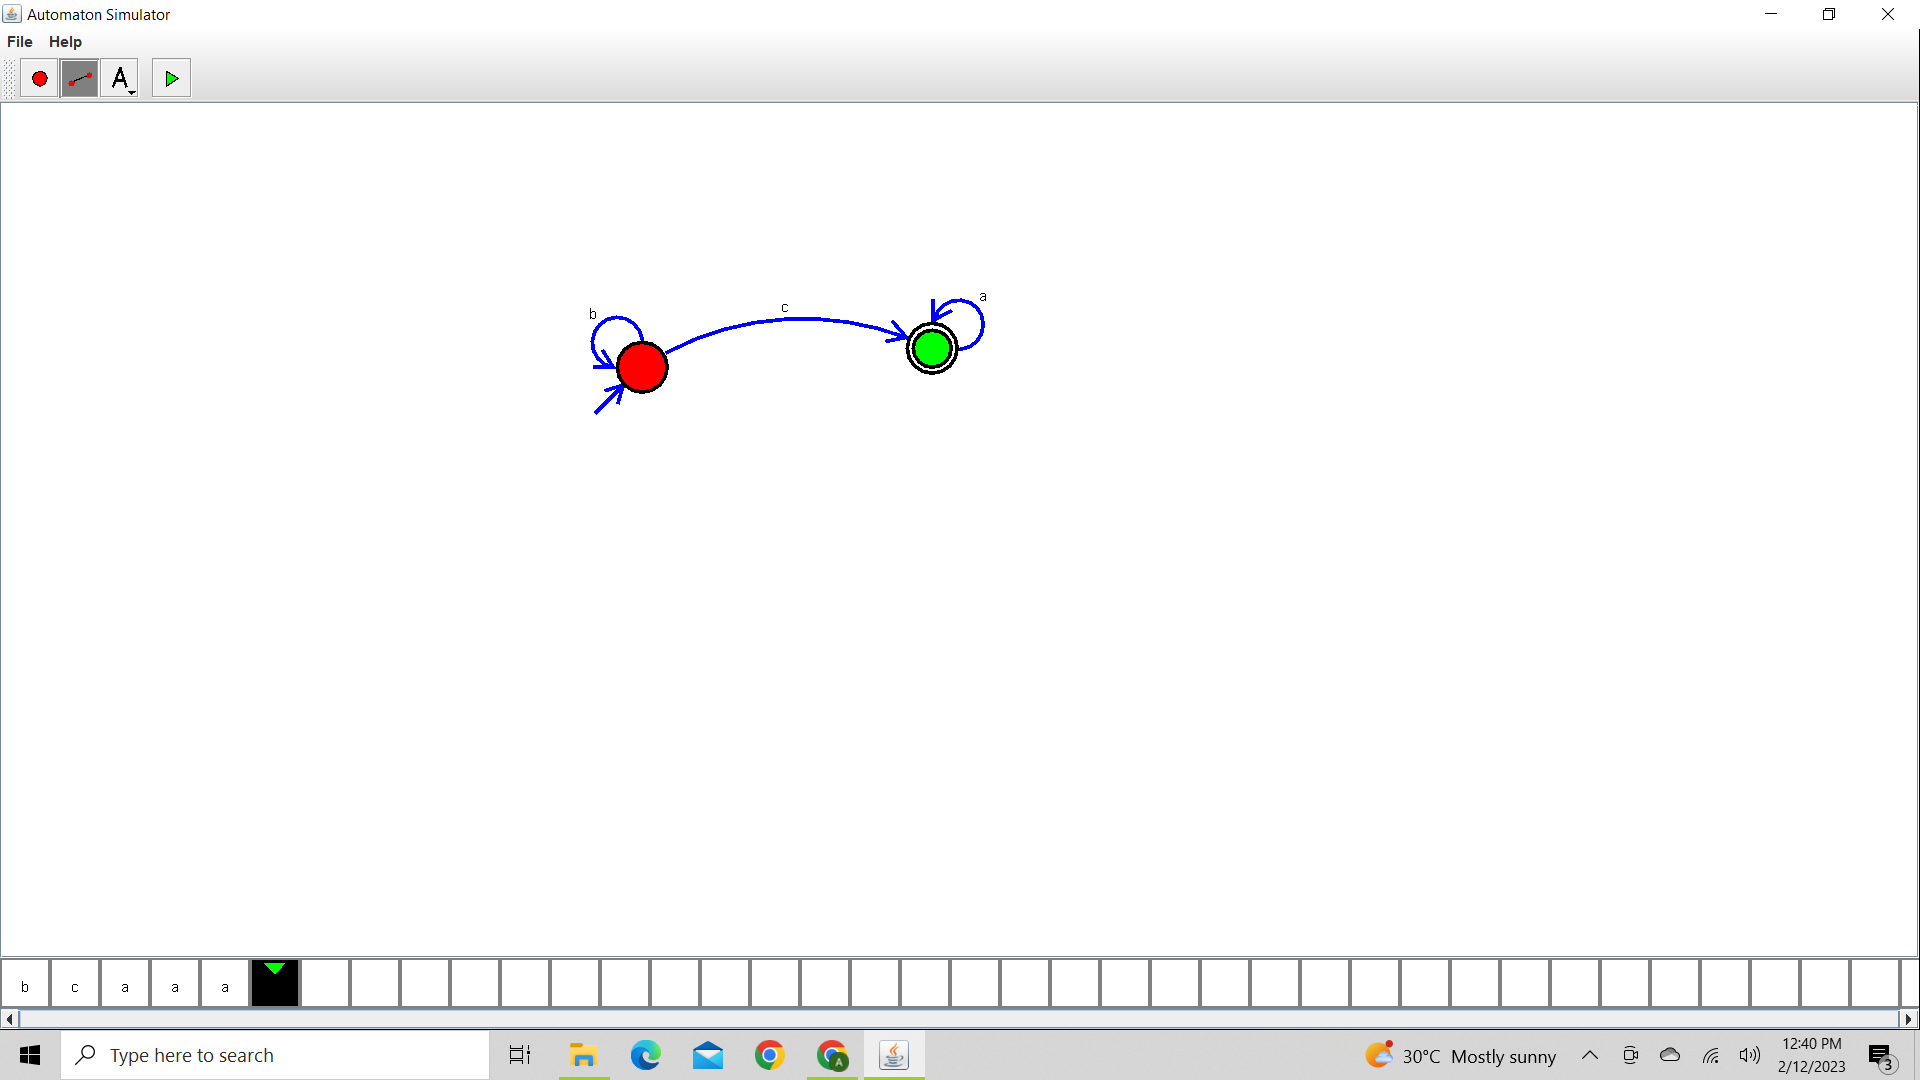 Automaton Simulator
File Help
A
b
c
a
b c a a a
Type here to search
A
30°C Mostly sunny
12:40 PM
2/12/2023
3